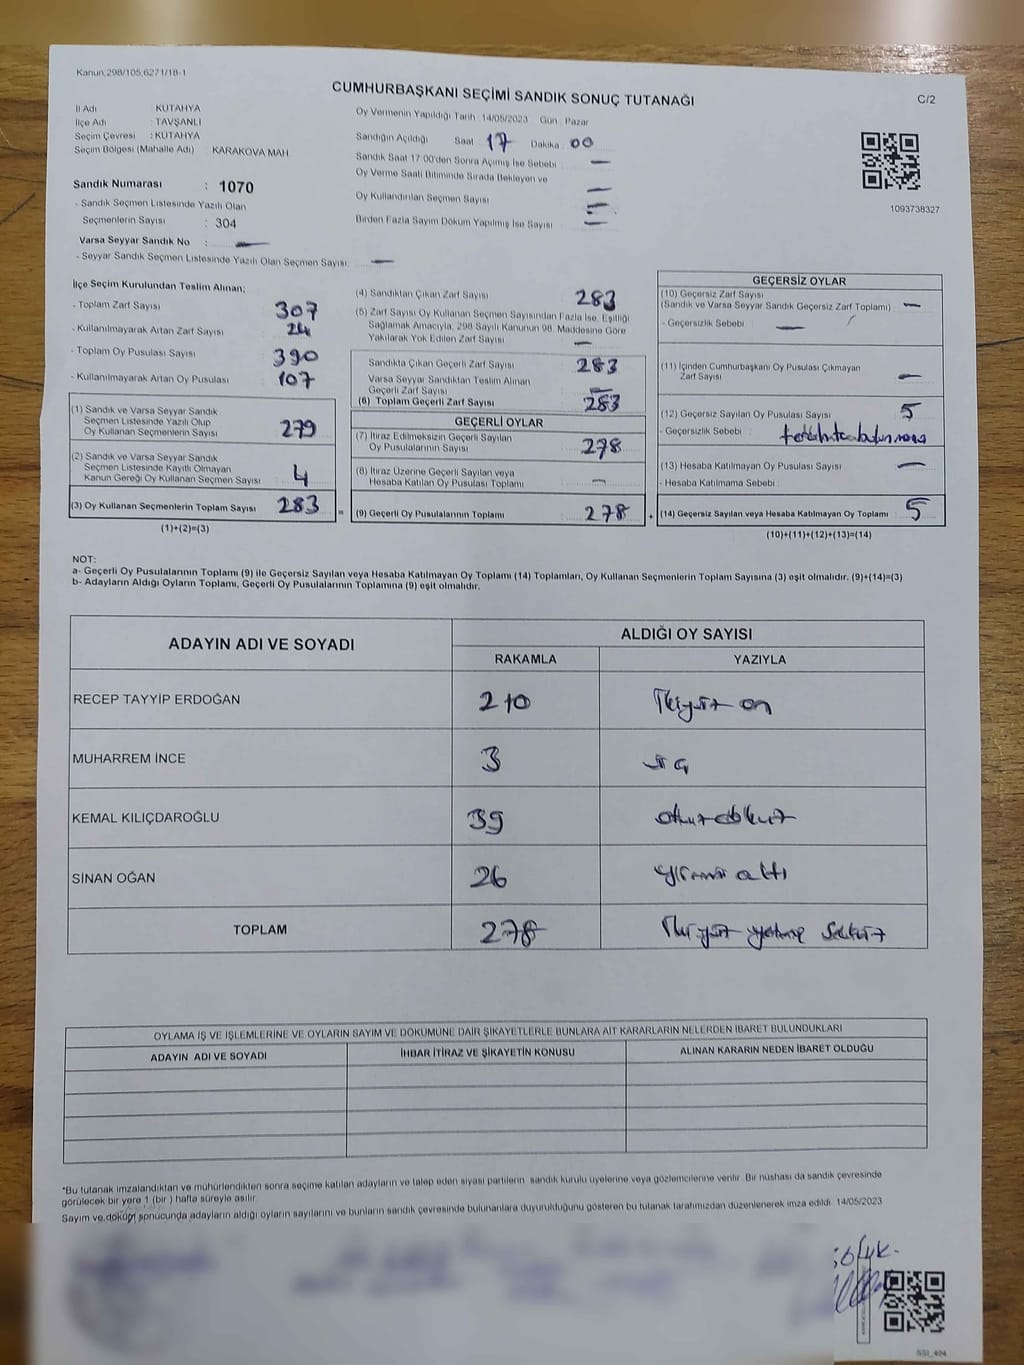 Kanun:298/105,6271/18-1
CUMHURBAŞKANI SEÇİMİ SANDIK SONUÇ TUTANAĞI
C/2
İl Adı KÜTAHYA
İlçe Adı : TAVŞANLI
Seçim Çevresi : KÜTAHYA
Seçim Bölgesi (Mahalle Adı) : KARAKOVA MAH
Sandık Numarası : 1070
- Sandık Seçmen Listesinde Yazılı Olan
Seçmenlerin Sayısı : 304
Varsa Seyyar Sandık No : —
- Seyyar Sandık Seçmen Listesinde Yazılı Olan Seçmen Sayısı: —
Oy Vermenin Yapıldığı Tarih 14/05/2023 Gün : Pazar
Sandığın Açıldığı Saat 17 Dakika 00
Sandık Saat 17:00'den Sonra Açımış İse Sebebi : —
Oy Verme Saati Bitiminde Sırada Bekleyen ve
Oy Kullandırılan Seçmen Sayısı —
Birden Fazla Sayım Döküm Yapılmış İse Sayısı —
1093738327
İlçe Seçim Kurulundan Teslim Alınan;
- Toplam Zarf Sayısı 307
- Kullanılmayarak Artan Zarf Sayısı 24
- Toplam Oy Pusulası Sayısı 390
- Kullanılmayarak Artan Oy Pusulası 107
(1) Sandık ve Varsa Seyyar Sandık
Seçmen Listesinde Yazılı Olup
Oy Kullanan Seçmenlerin Sayısı 279
(2) Sandık ve Varsa Seyyar Sandık
Seçmen Listesinde Kayıtlı Olmayan
Kanun Gereği Oy Kullanan Seçmen Sayısı 4
(3) Oy Kullanan Seçmenlerin Toplam Sayısı 283
(1)+(2)=(3)
(4) Sandıktan Çıkan Zarf Sayısı 283
(5) Zarf Sayısı Oy Kullanan Seçmen Sayısından Fazla İse, Eşitliği
Sağlamak Amacıyla, 298 Sayılı Kanunun 98. Maddesine Göre
Yakılarak Yok Edilen Zarf Sayısı —
Sandıkta Çıkan Geçerli Zarf Sayısı 283
Varsa Seyyar Sandıktan Teslim Alınan
Geçerli Zarf Sayısı —
(6) Toplam Geçerli Zarf Sayısı 283
GEÇERLİ OYLAR
(7) İtiraz Edilmeksizin Geçerli Sayılan
Oy Pusulalarının Sayısı 278
(8) İtiraz Üzerine Geçerli Sayılan veya
Hesaba Katılan Oy Pusulası Toplamı —
(9) Geçerli Oy Pusulalarının Toplamı 278
GEÇERSİZ OYLAR
(10) Geçersiz Zarf Sayısı
(Sandık ve Varsa Seyyar Sandık Geçersiz Zarf Toplamı) —
- Geçersizlik Sebebi : —
(11) İçinden Cumhurbaşkanı Oy Pusulası Çıkmayan
Zarf Sayısı —
(12) Geçersiz Sayılan Oy Pusulası Sayısı 5
- Geçersizlik Sebebi :
(13) Hesaba Katılmayan Oy Pusulası Sayısı —
- Hesaba Katılmama Sebebi :
(14) Geçersiz Sayılan veya Hesaba Katılmayan Oy Toplamı 5
(10)+(11)+(12)+(13)=(14)
NOT:
a- Geçerli Oy Pusulalarının Toplamı (9) ile Geçersiz Sayılan veya Hesaba Katılmayan Oy Toplamı (14) Toplamları, Oy Kullanan Seçmenlerin Toplam Sayısına (3) eşit olmalıdır. (9)+(14)=(3)
b- Adayların Aldığı Oyların Toplamı, Geçerli Oy Pusulalarının Toplamına (9) eşit olmalıdır.
ADAYIN ADI VE SOYADI ALDIĞI OY SAYISI
RAKAMLA YAZIYLA
RECEP TAYYİP ERDOĞAN 210 İkiyüz on
MUHARREM İNCE 3 üç
KEMAL KILIÇDAROĞLU 39 otuzdokuz
SİNAN OĞAN 26 yirmi altı
TOPLAM 278 İkiyüz yetmiş sekiz
OYLAMA İŞ VE İŞLEMLERİNE VE OYLARIN SAYIM VE DÖKÜMÜNE DAİR ŞİKAYETLERLE BUNLARA AİT KARARLARIN NELERDEN İBARET BULUNDUKLARI
ADAYIN ADI VE SOYADI İHBAR İTİRAZ VE ŞİKAYETİN KONUSU ALINAN KARARIN NEDEN İBARET OLDUĞU
*Bu tutanak imzalandıktan ve mühürlendikten sonra seçime katılan adayların ve talep eden siyasi partilerin sandık kurulu üyelerine veya gözlemcilerine verilir. Bir nüshası da sandık çevresinde
görülecek bir yere 1 (bir) hafta süreyle asılır.
Sayım ve döküm sonucunda adayların aldığı oyların sayılarını ve bunların sandık çevresinde bulunanlara duyurulduğunu gösteren bu tutanak tarafımızdan düzenlenerek imza edildi. 14/05/2023